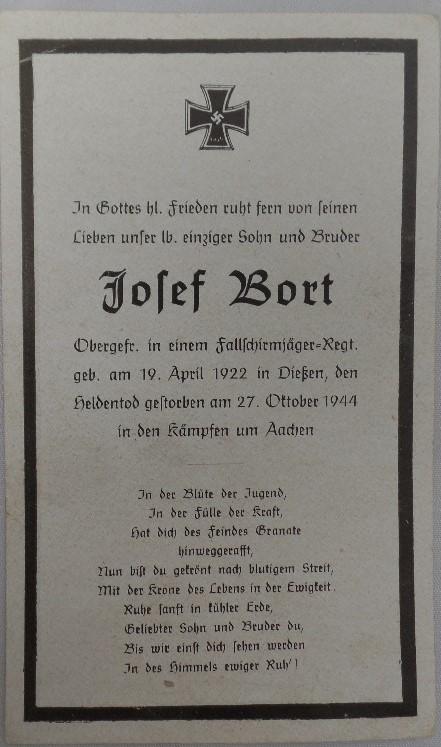 In Gottes hl. Frieden ruht fern von seinen
Lieben unser lb. einziger Sohn und Bruder
Josef Bort
Obergefr. in einem Fallschirmjäger=Regt.
geb. am 19. April 1922 in Dießen, den
Heldentod gestorben am 27. Oktober 1944
in den Kämpfen um Aachen
In der Blüte der Jugend,
In der Fülle der Kraft,
Hat dich des Feindes Granate
hinweggerafft,
Nun bist du gekrönt nach blutigem Streit,
Mit der Krone des Lebens in der Ewigkeit.
Ruhe sanft in kühler Erde,
Geliebter Sohn und Bruder du,
Bis wir einst dich sehen werden
In des Himmels ewiger Ruh'!